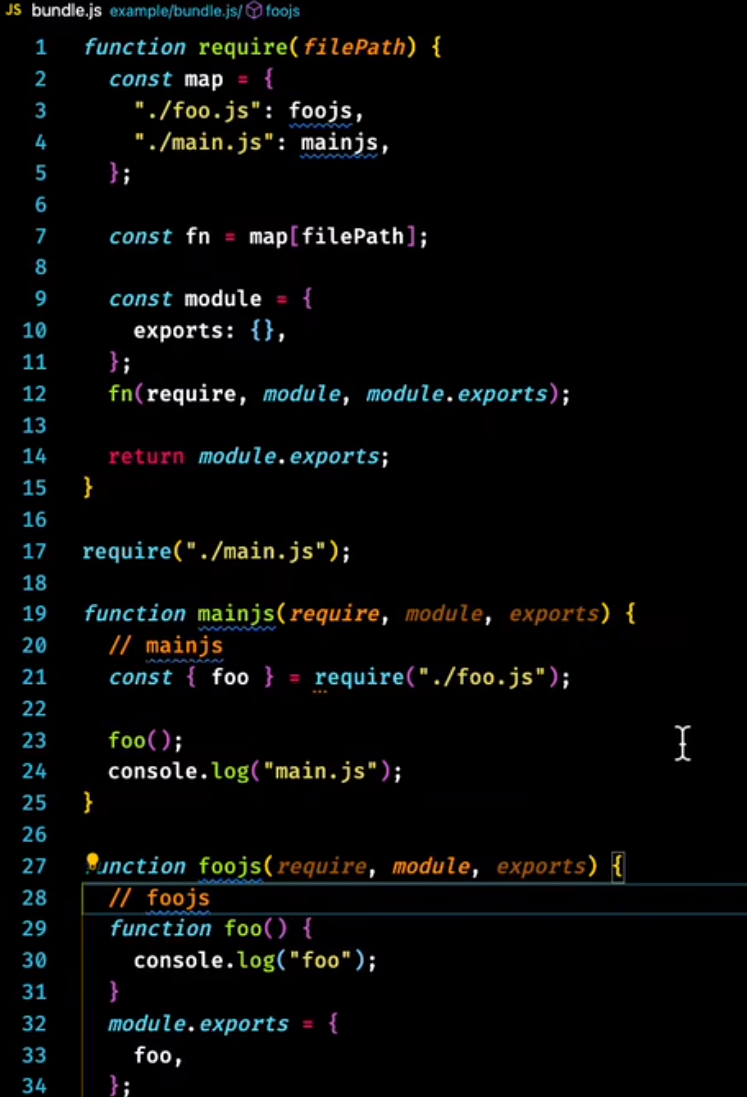 JS bundle.js example/bundle.js/ foojs
1 function require(filePath) {
2 const map = {
3 "./foo.js": foojs,
4 "./main.js": mainjs,
5 };
6
7 const fn = map[filePath];
8
9 const module = {
10 exports: {},
11 };
12 fn(require, module, module.exports);
13
14 return module.exports;
15 }
16
17 require("./main.js");
18
19 function mainjs(require, module, exports) {
20 // mainjs
21 const { foo } = require("./foo.js");
22
23 foo();
24 console.log("main.js");
25 }
26
27 function foojs(require, module, exports) {
28 // foojs
29 function foo() {
30 console.log("foo");
31 }
32 module.exports = {
33 foo,
34 };